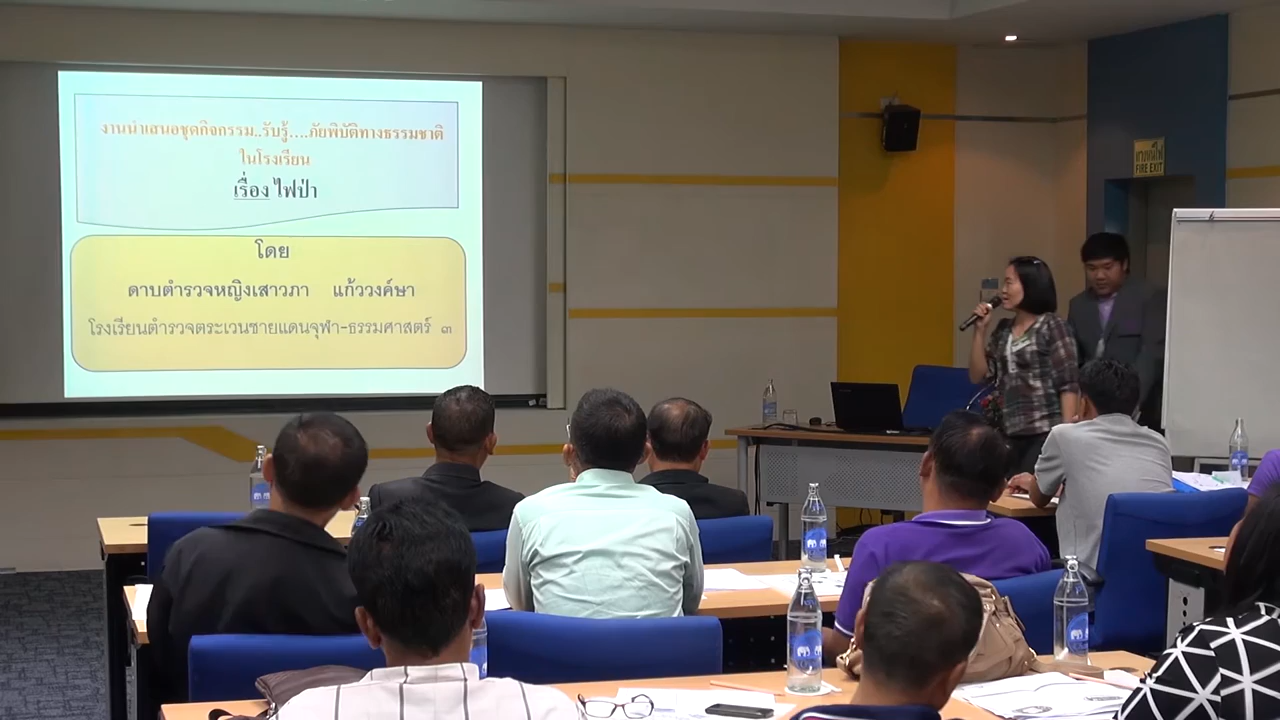 งานนำเสนอชุดกิจกรรม..รับรู้....ภัยพิบัติทางธรรมชาติ
ในโรงเรียน
เรื่อง ไฟป่า
โดย
ดาบตำรวจหญิงเสาวภา แก้ววงค์ษา
โรงเรียนตำรวจตระเวนชายแดนจุฬา-ธรรมศาสตร์ ๓
ทางหนีไฟ
FIRE EXIT